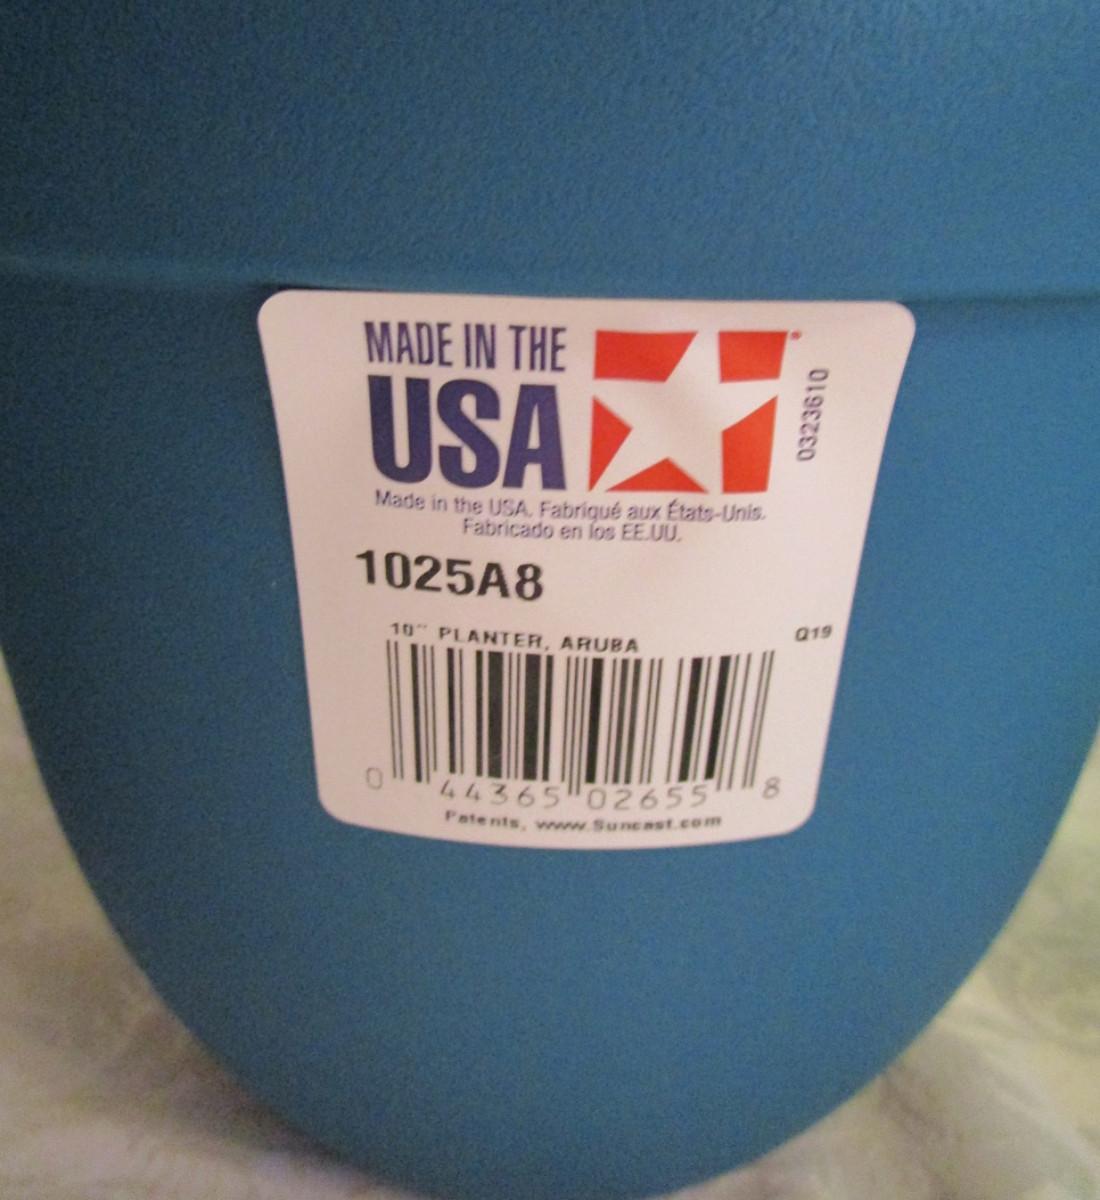 MADE IN THE
USA
®
0323610
Made in the USA. Fabriqué aux États-Unis.
Fabricado en los EE.UU.
1025A8
10" PLANTER, ARUBA
Q19
0 44365 02655 8
Patents, www.Suncast.com